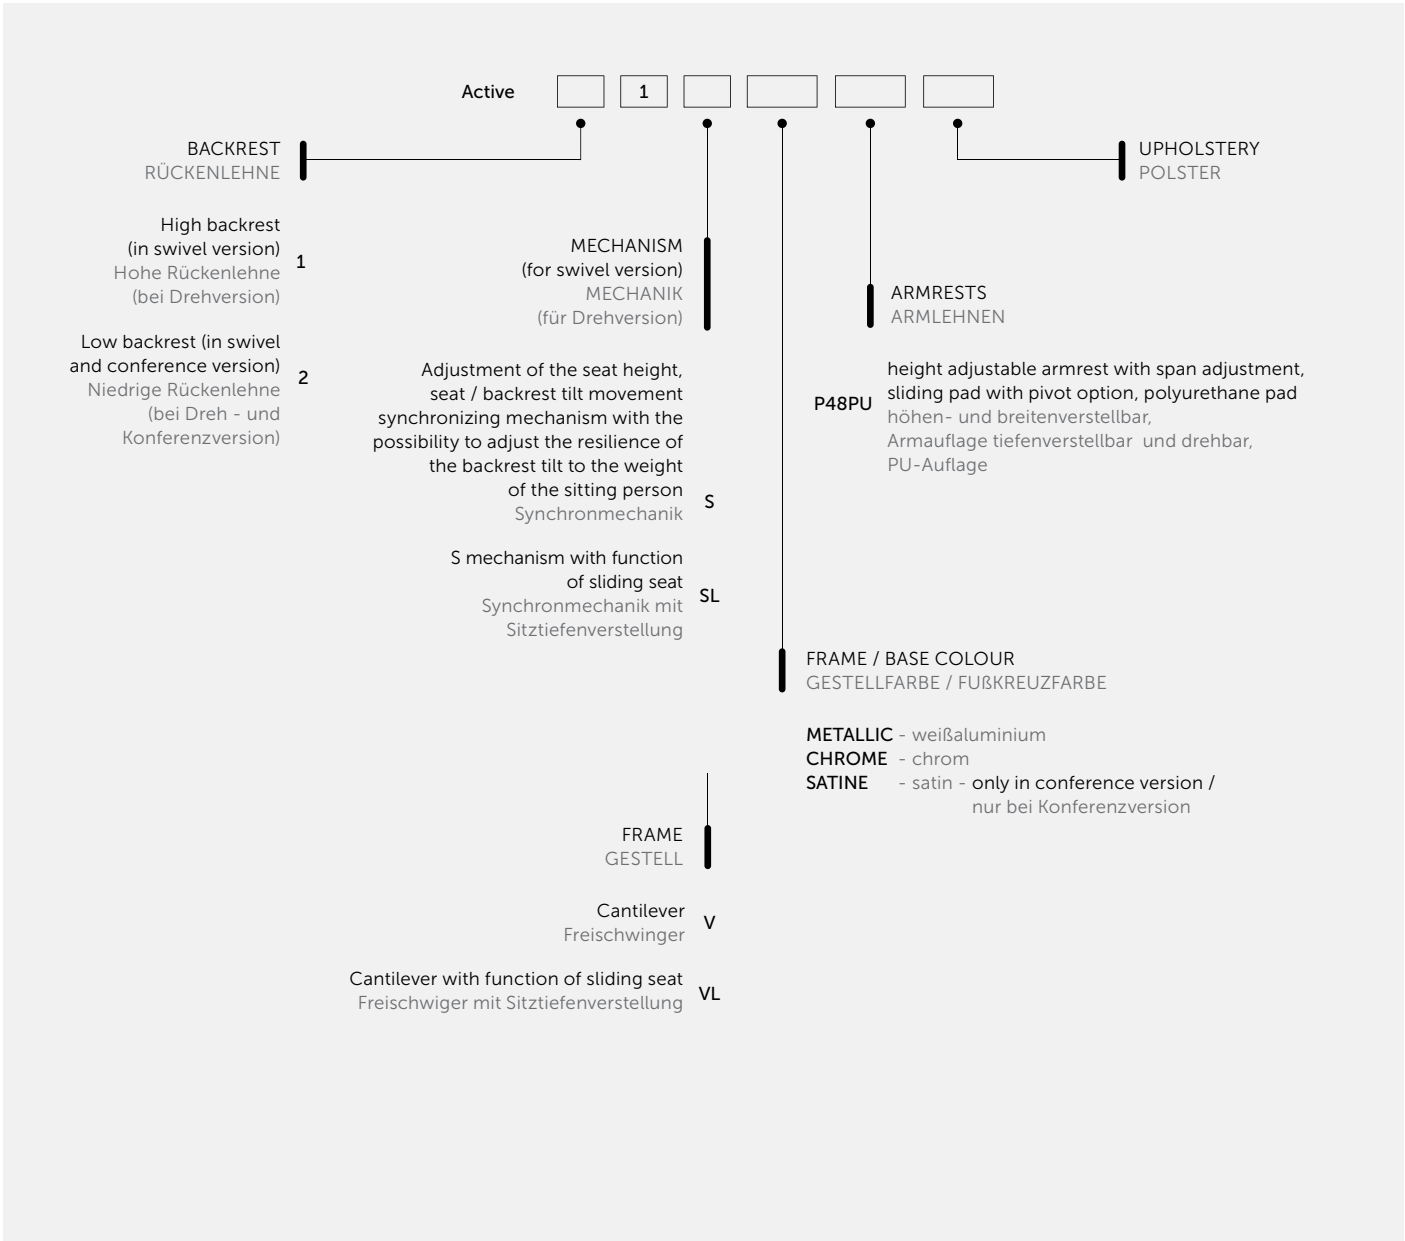 Active 1
BACKREST
RÜCKENLEHNE
High backrest
(in swivel version)
Hohe Rückenlehne
(bei Drehversion)
1
Low backrest (in swivel
and conference version)
Niedrige Rückenlehne
(bei Dreh - und
Konferenzversion)
2
MECHANISM
(for swivel version)
MECHANIK
(für Drehversion)
Adjustment of the seat height,
seat / backrest tilt movement
synchronizing mechanism with the
possibility to adjust the resilience of
the backrest tilt to the weight
of the sitting person
Synchronmechanik
S
S mechanism with function
of sliding seat
Synchronmechanik mit
Sitztiefenverstellung
SL
FRAME
GESTELL
Cantilever
Freischwinger
V
Cantilever with function of sliding seat
Freischwiger mit Sitztiefenverstellung
VL
FRAME / BASE COLOUR
GESTELLFARBE / FUßKREUZFARBE
METALLIC - weißaluminium
CHROME - chrom
SATINE - satin - only in conference version /
nur bei Konferenzversion
ARMRESTS
ARMLEHNEN
P48PU
height adjustable armrest with span adjustment,
sliding pad with pivot option, polyurethane pad
höhen- und breitenverstellbar,
Armauflage tiefenverstellbar und drehbar,
PU-Auflage
UPHOLSTERY
POLSTER